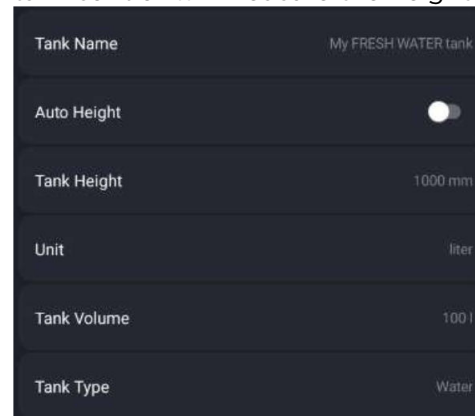 Tank Name
My FRESH WATER tank
Auto Height
Tank Height
1000 mm
Unit
liter
Tank Volume
100 l
Tank Type
Water